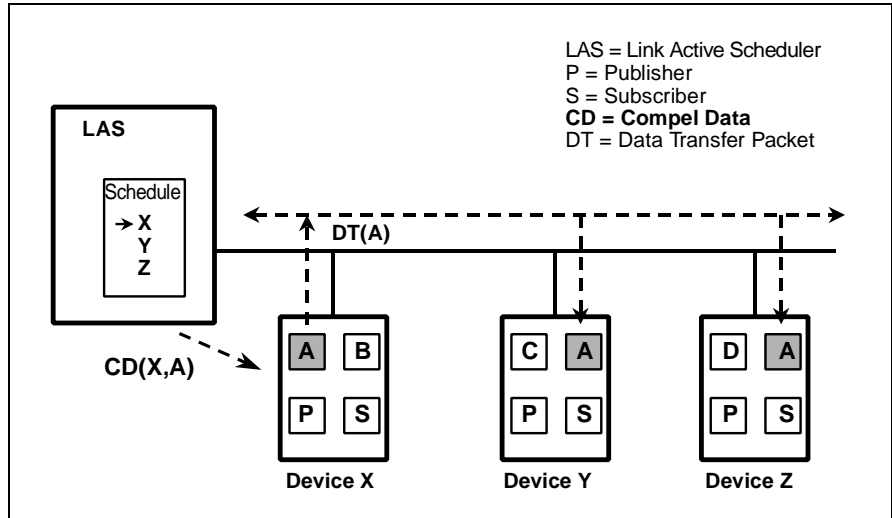 LAS = Link Active Scheduler
P = Publisher
S = Subscriber
CD = Compel Data
DT = Data Transfer Packet
LAS
Schedule
X
Y
Z
DT(A)
CD(X,A)
A B
P S
Device X
C A
P S
Device Y
D A
P S
Device Z